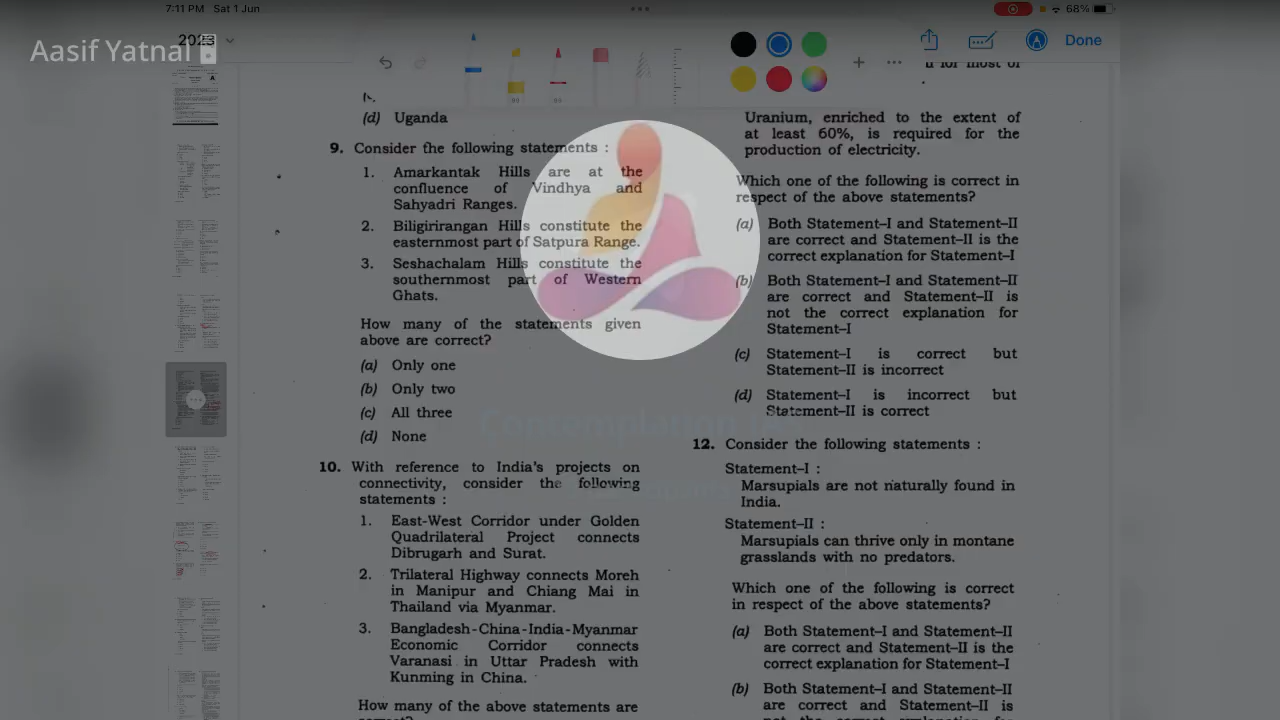 7:11 PM Sat 1 Jun
68%
Aasif Yatnal
2023
Done
(d) Uganda
9. Consider the following statements :
1. Amarkantak Hills are at the
confluence of Vindhya and
Sahyadri Ranges.
2. Biligirirangan Hills constitute the
easternmost part of Satpura Range.
3. Seshachalam Hills constitute the
southernmost part of Western
Ghats.
How many of the statements given
above are correct?
(a) Only one
(b) Only two
(c) All three
(d) None
10. With reference to India's projects on
connectivity, consider the following
statements :
1. East-West Corridor under Golden
Quadrilateral Project connects
Dibrugarh and Surat.
2. Trilateral Highway connects Moreh
in Manipur and Chiang Mai in
Thailand via Myanmar.
3. Bangladesh-China-India-Myanmar
Economic Corridor connects
Varanasi in Uttar Pradesh with
Kunming in China.
How many of the above statements are
correct?
for most of
Uranium, enriched to the extent of
at least 60%, is required for the
production of electricity.
Which one of the following is correct in
respect of the above statements?
(a) Both Statement-I and Statement-II
are correct and Statement-II is the
correct explanation for Statement-I
(b) Both Statement-I and Statement-II
are correct and Statement-II is
not the correct explanation for
Statement-I
(c) Statement-I is correct but
Statement-II is incorrect
(d) Statement-I is incorrect but
Statement-II is correct
12. Consider the following statements :
Statement-I :
Marsupials are not naturally found in
India.
Statement-II :
Marsupials can thrive only in montane
grasslands with no predators.
Which one of the following is correct
in respect of the above statements?
(a) Both Statement-I and Statement-II
are correct and Statement-II is the
correct explanation for Statement-I
(b) Both Statement-I and Statement-II
are correct and Statement-II is
not the correct explanation for